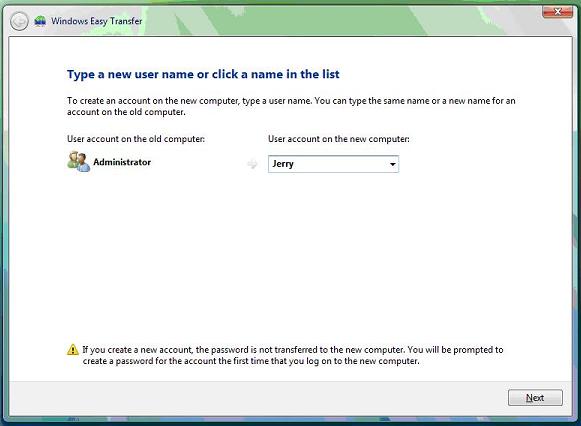 Windows Easy Transfer
Type a new user name or click a name in the list
To create an account on the new computer, type a user name. You can type the same name or a new name for an
account on the old computer.
User account on the old computer: User account on the new computer:
Administrator Jerry
If you create a new account, the password is not transferred to the new computer. You will be prompted to
create a password for the account the first time that you log on to the new computer.
Next